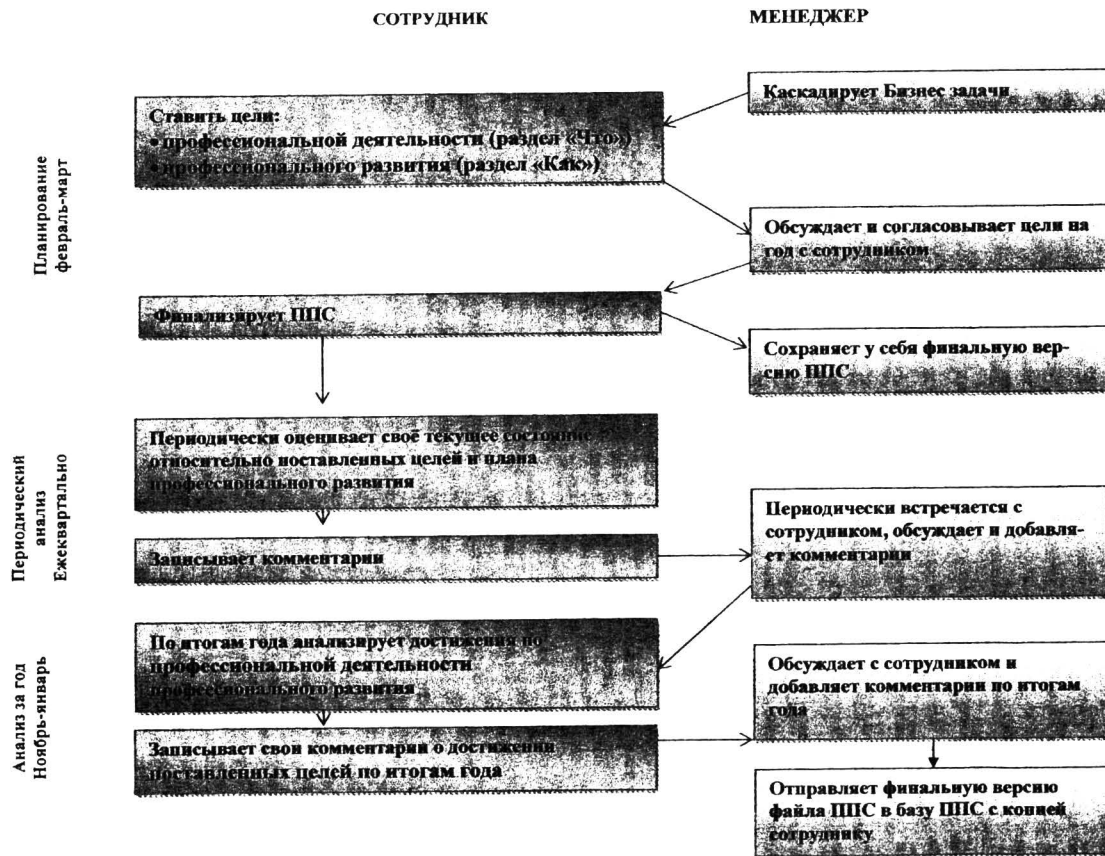 СОТРУДНИК
МЕНЕДЖЕР
Планирование
февраль-март
Каскадирует Бизнес задачи
Ставить цели:
• профессиональной деятельности (раздел «Что»)
• профессионального развития (раздел «Как»)
Обсуждает и согласовывает цели на
год с сотрудником
Финализирует ППС
Сохраняет у себя финальную вер-
сию ППС
Периодический
анализ
Ежеквартально
Периодически оценивает своё текущее состояние
относительно поставленных целей и плана
профессионального развития
Записывает комментарии
Периодически встречается с
сотрудником, обсуждает и добавля-
ет комментарии
Анализ за год
Ноябрь-январь
По итогам года анализирует достижения по
профессиональной деятельности
профессионального развития
Обсуждает с сотрудником и
добавляет комментарии по итогам
года
Записывает свои комментарии о достижении
поставленных целей по итогам года
Отправляет финальную версию
файла ППС в базу ППС с копией
сотруднику